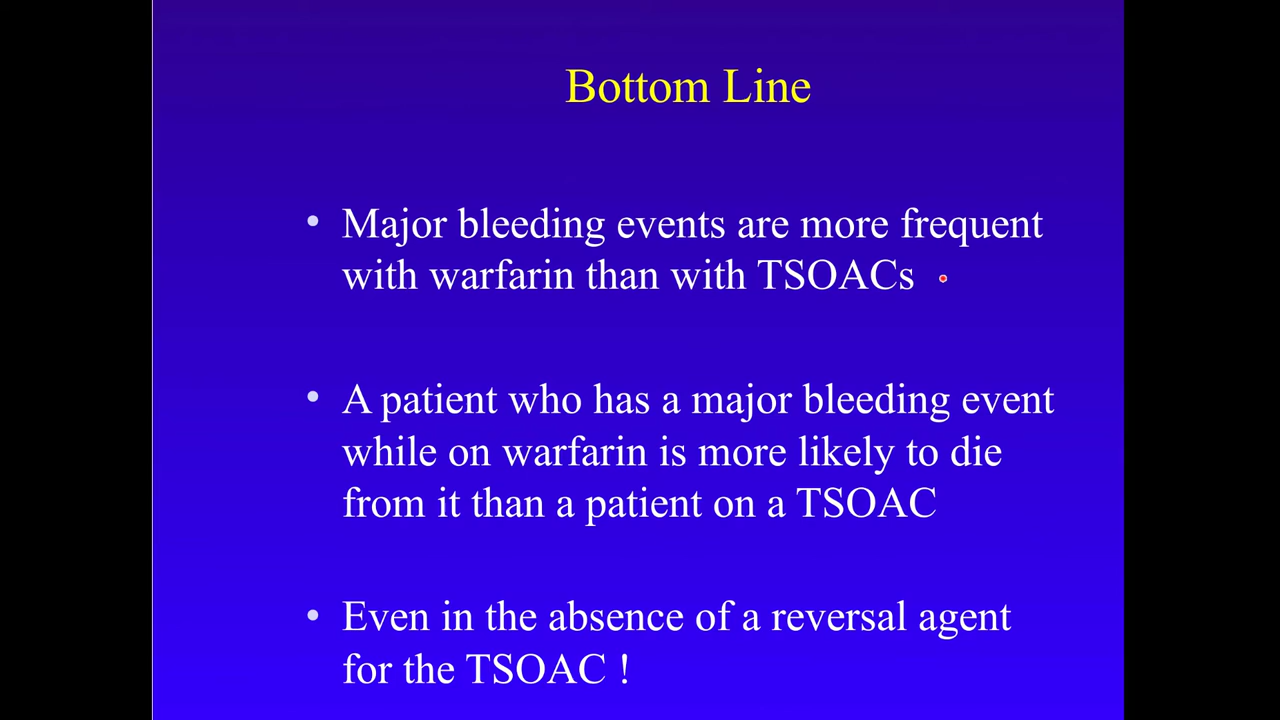 Bottom Line
• Major bleeding events are more frequent
with warfarin than with TSOACs
• A patient who has a major bleeding event
while on warfarin is more likely to die
from it than a patient on a TSOAC
• Even in the absence of a reversal agent
for the TSOAC !